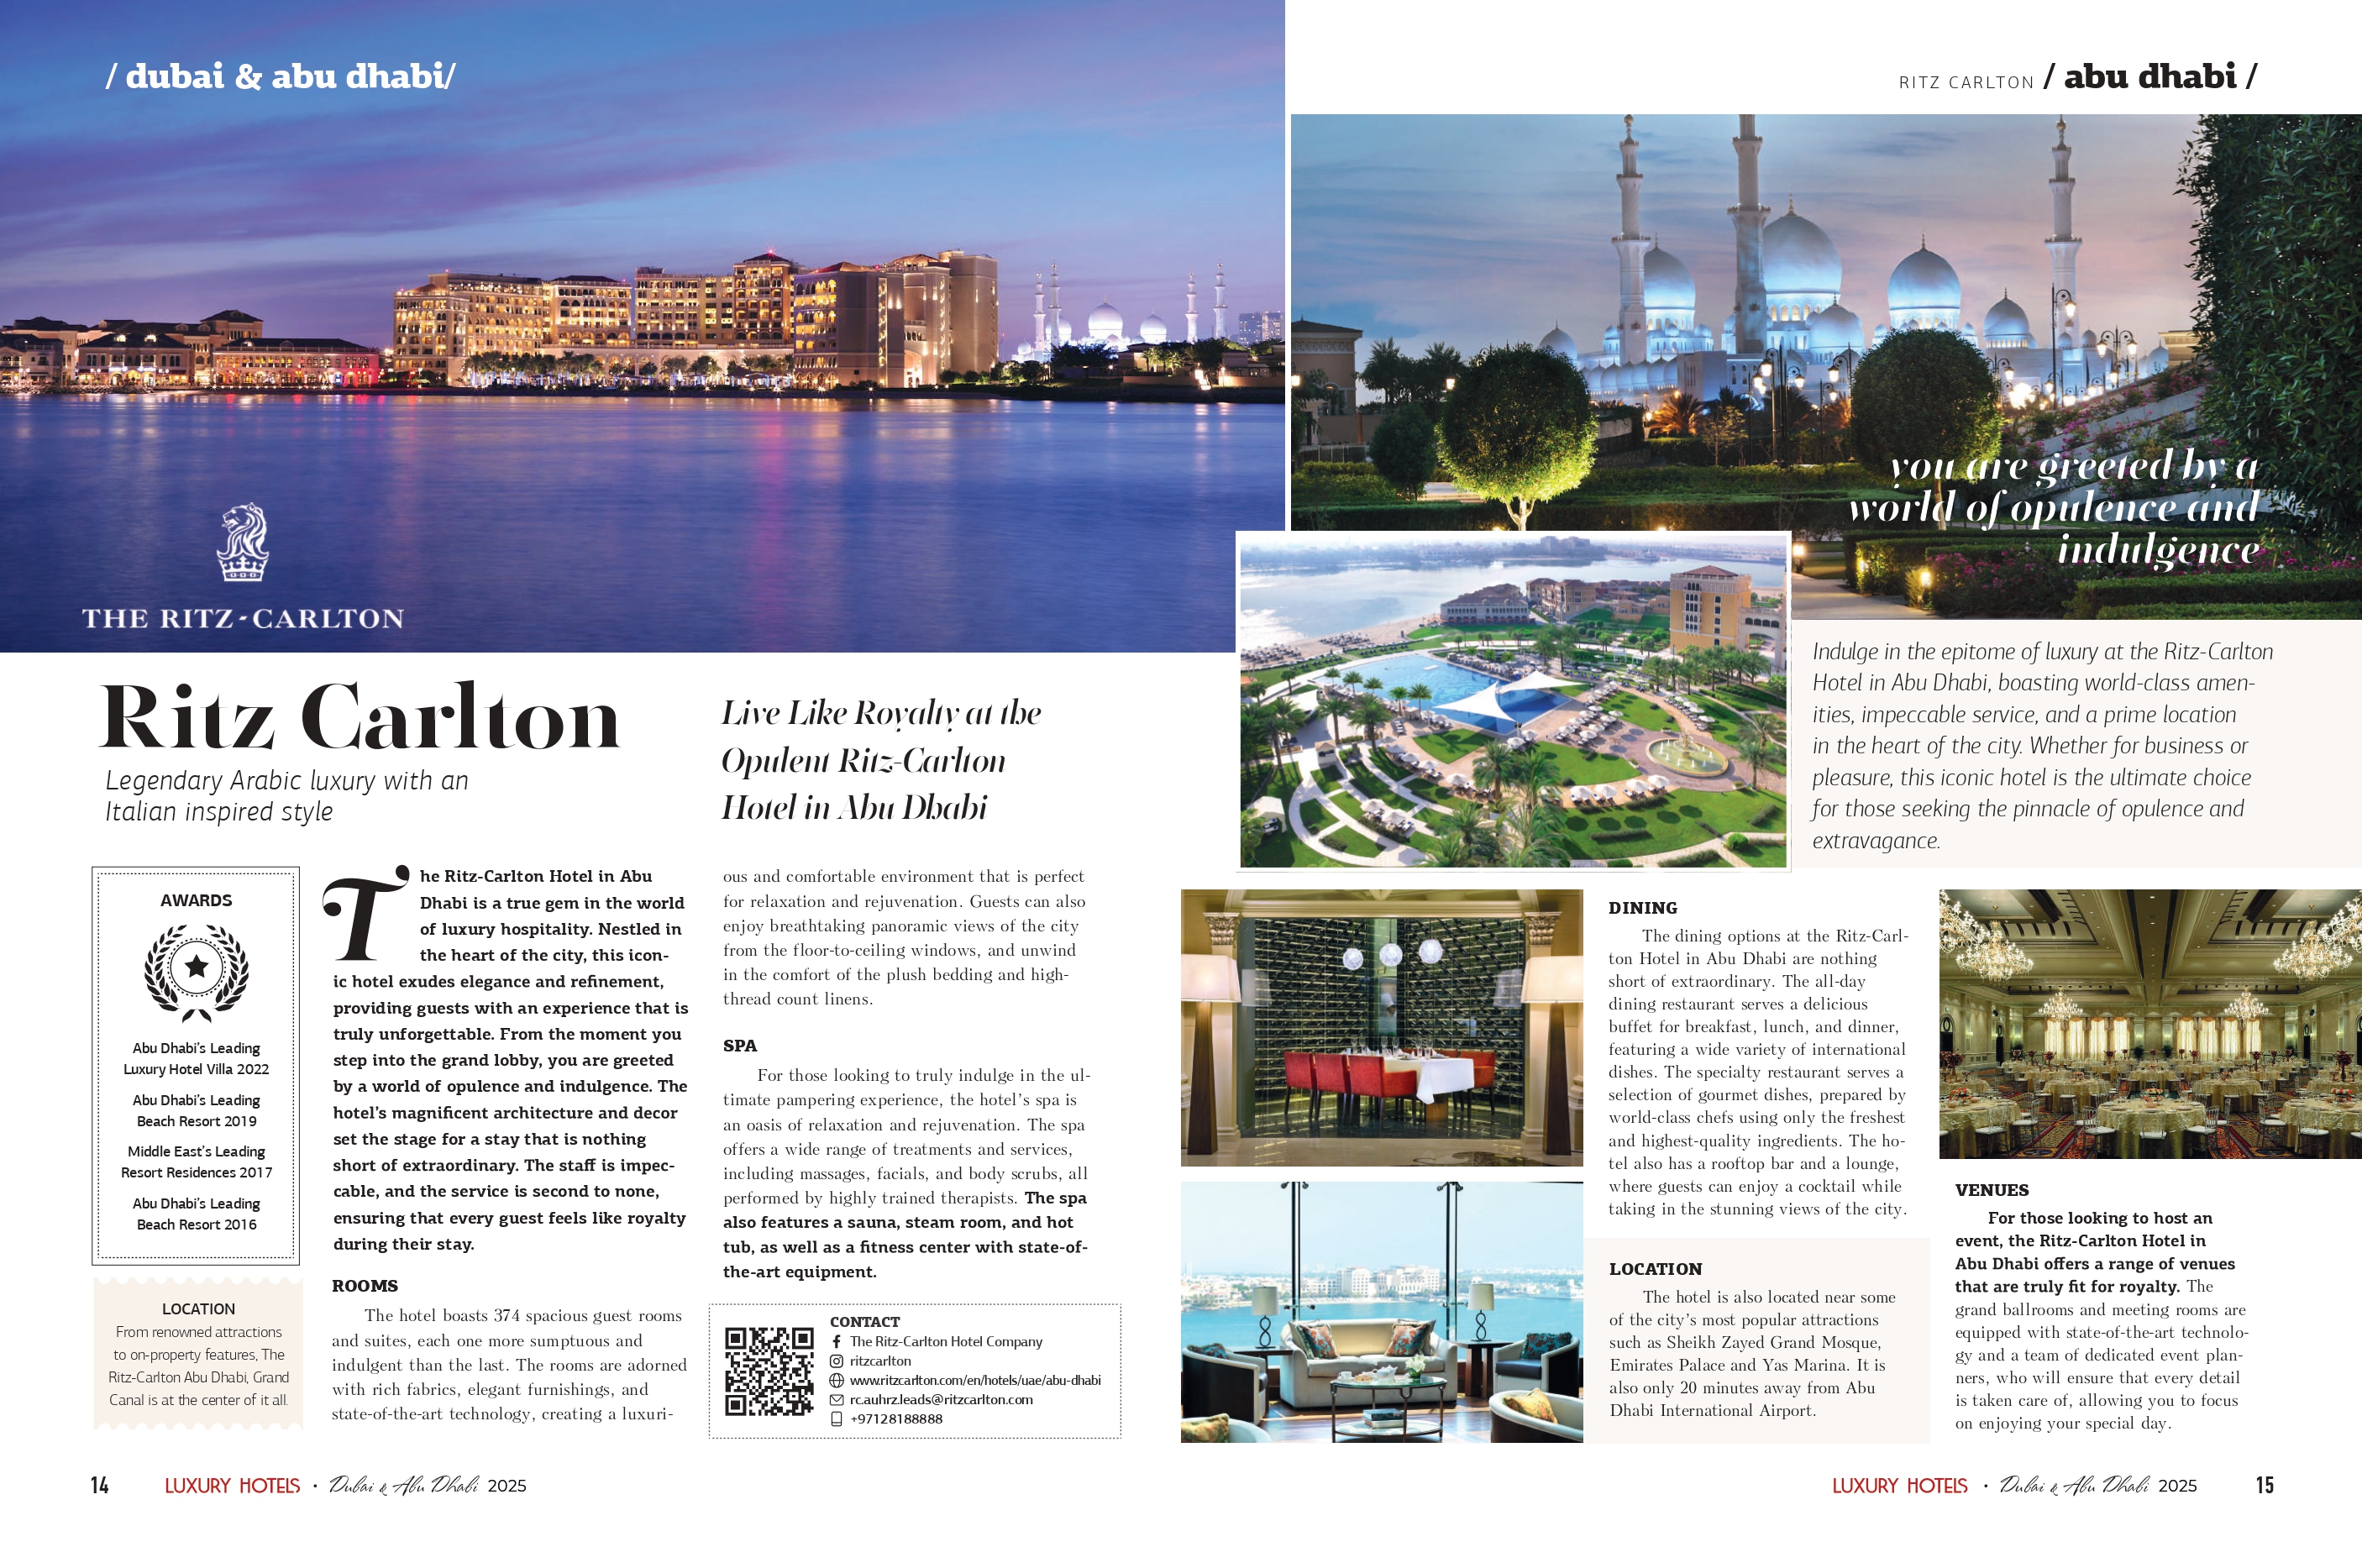 / dubai & abu dhabi/
THE RITZ-CARLTON
Ritz Carlton
Legendary Arabic luxury with an
Italian inspired style
Live Like Royalty at the
Opulent Ritz-Carlton
Hotel in Abu Dhabi
AWARDS
Abu Dhabi's Leading
Luxury Hotel Villa 2022
Abu Dhabi's Leading
Beach Resort 2019
Middle East's Leading
Resort Residences 2017
Abu Dhabi's Leading
Beach Resort 2016
LOCATION
From renowned attractions
to on-property features, The
Ritz-Carlton Abu Dhabi, Grand
Canal is at the center of it all.
The Ritz-Carlton Hotel in Abu
Dhabi is a true gem in the world
of luxury hospitality. Nestled in
the heart of the city, this icon-
ic hotel exudes elegance and refinement,
providing guests with an experience that is
truly unforgettable. From the moment you
step into the grand lobby, you are greeted
by a world of opulence and indulgence. The
hotel's magnificent architecture and decor
set the stage for a stay that is nothing
short of extraordinary. The staff is impec-
cable, and the service is second to none,
ensuring that every guest feels like royalty
during their stay.
ROOMS
The hotel boasts 374 spacious guest rooms
and suites, each one more sumptuous and
indulgent than the last. The rooms are adorned
with rich fabrics, elegant furnishings, and
state-of-the-art technology, creating a luxuri-
ous and comfortable environment that is perfect
for relaxation and rejuvenation. Guests can also
enjoy breathtaking panoramic views of the city
from the floor-to-ceiling windows, and unwind
in the comfort of the plush bedding and high-
thread count linens.
SPA
For those looking to truly indulge in the ul-
timate pampering experience, the hotel's spa is
an oasis of relaxation and rejuvenation. The spa
offers a wide range of treatments and services,
including massages, facials, and body scrubs, all
performed by highly trained therapists. The spa
also features a sauna, steam room, and hot
tub, as well as a fitness center with state-of-
the-art equipment.
CONTACT
The Ritz-Carlton Hotel Company
ritzcarlton
www.ritzcarlton.com/en/hotels/uae/abu-dhabi
rc.auhrz.leads@ritzcarlton.com
+97128188888
14 LUXURY HOTELS • Dubai & Abu Dhabi 2025
RITZ CARLTON / abu dhabi /
you are greeted by a
world of opulence and
indulgence
Indulge in the epitome of luxury at the Ritz-Carlton
Hotel in Abu Dhabi, boasting world-class amen-
ities, impeccable service, and a prime location
in the heart of the city. Whether for business or
pleasure, this iconic hotel is the ultimate choice
for those seeking the pinnacle of opulence and
extravagance.
DINING
The dining options at the Ritz-Carl-
ton Hotel in Abu Dhabi are nothing
short of extraordinary. The all-day
dining restaurant serves a delicious
buffet for breakfast, lunch, and dinner,
featuring a wide variety of international
dishes. The specialty restaurant serves a
selection of gourmet dishes, prepared by
world-class chefs using only the freshest
and highest-quality ingredients. The ho-
tel also has a rooftop bar and a lounge,
where guests can enjoy a cocktail while
taking in the stunning views of the city.
LOCATION
The hotel is also located near some
of the city's most popular attractions
such as Sheikh Zayed Grand Mosque,
Emirates Palace and Yas Marina. It is
also only 20 minutes away from Abu
Dhabi International Airport.
VENUES
For those looking to host an
event, the Ritz-Carlton Hotel in
Abu Dhabi offers a range of venues
that are truly fit for royalty. The
grand ballrooms and meeting rooms are
equipped with state-of-the-art technolo-
gy and a team of dedicated event plan-
ners, who will ensure that every detail
is taken care of, allowing you to focus
on enjoying your special day.
LUXURY HOTELS • Dubai & Abu Dhabi 2025 15